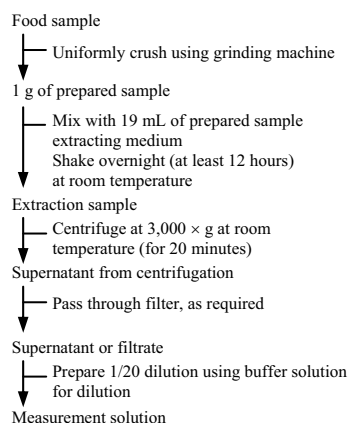 Food sample
Uniformly crush using grinding machine
1 g of prepared sample
Mix with 19 mL of prepared sample
extracting medium
Shake overnight (at least 12 hours)
at room temperature
Extraction sample
Centrifuge at 3,000 × g at room
temperature (for 20 minutes)
Supernatant from centrifugation
Pass through filter, as required
Supernatant or filtrate
Prepare 1/20 dilution using buffer solution
for dilution
Measurement solution